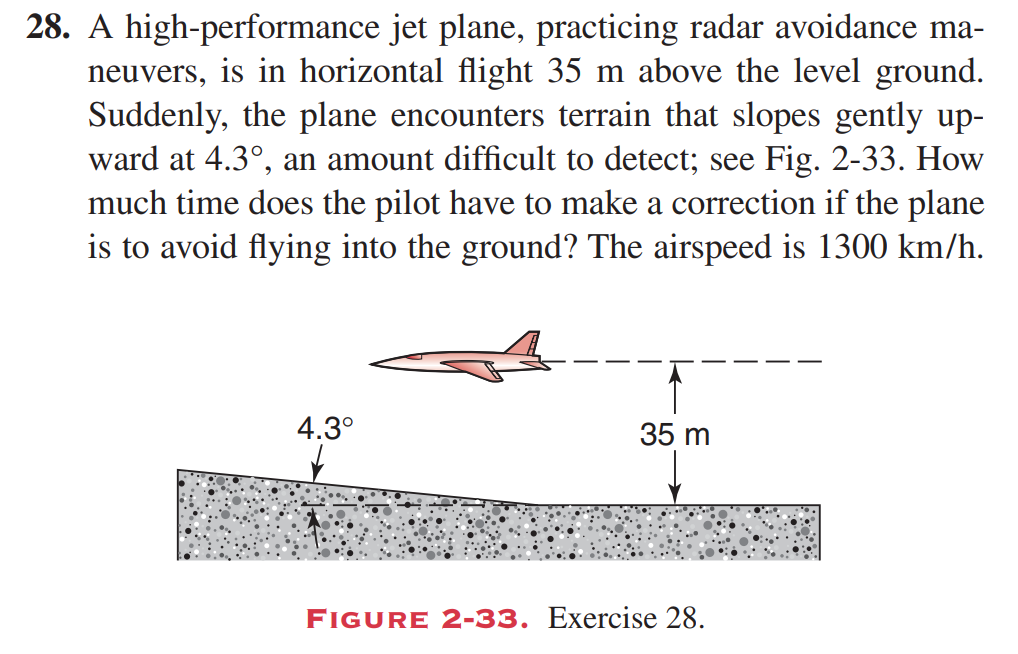 28. A high-performance jet plane, practicing radar avoidance ma-
neuvers, is in horizontal flight 35 m above the level ground.
Suddenly, the plane encounters terrain that slopes gently up-
ward at 4.3°, an amount difficult to detect; see Fig. 2-33. How
much time does the pilot have to make a correction if the plane
is to avoid flying into the ground? The airspeed is 1300 km/h.
4.3°
35 m
FIGURE 2-33. Exercise 28.